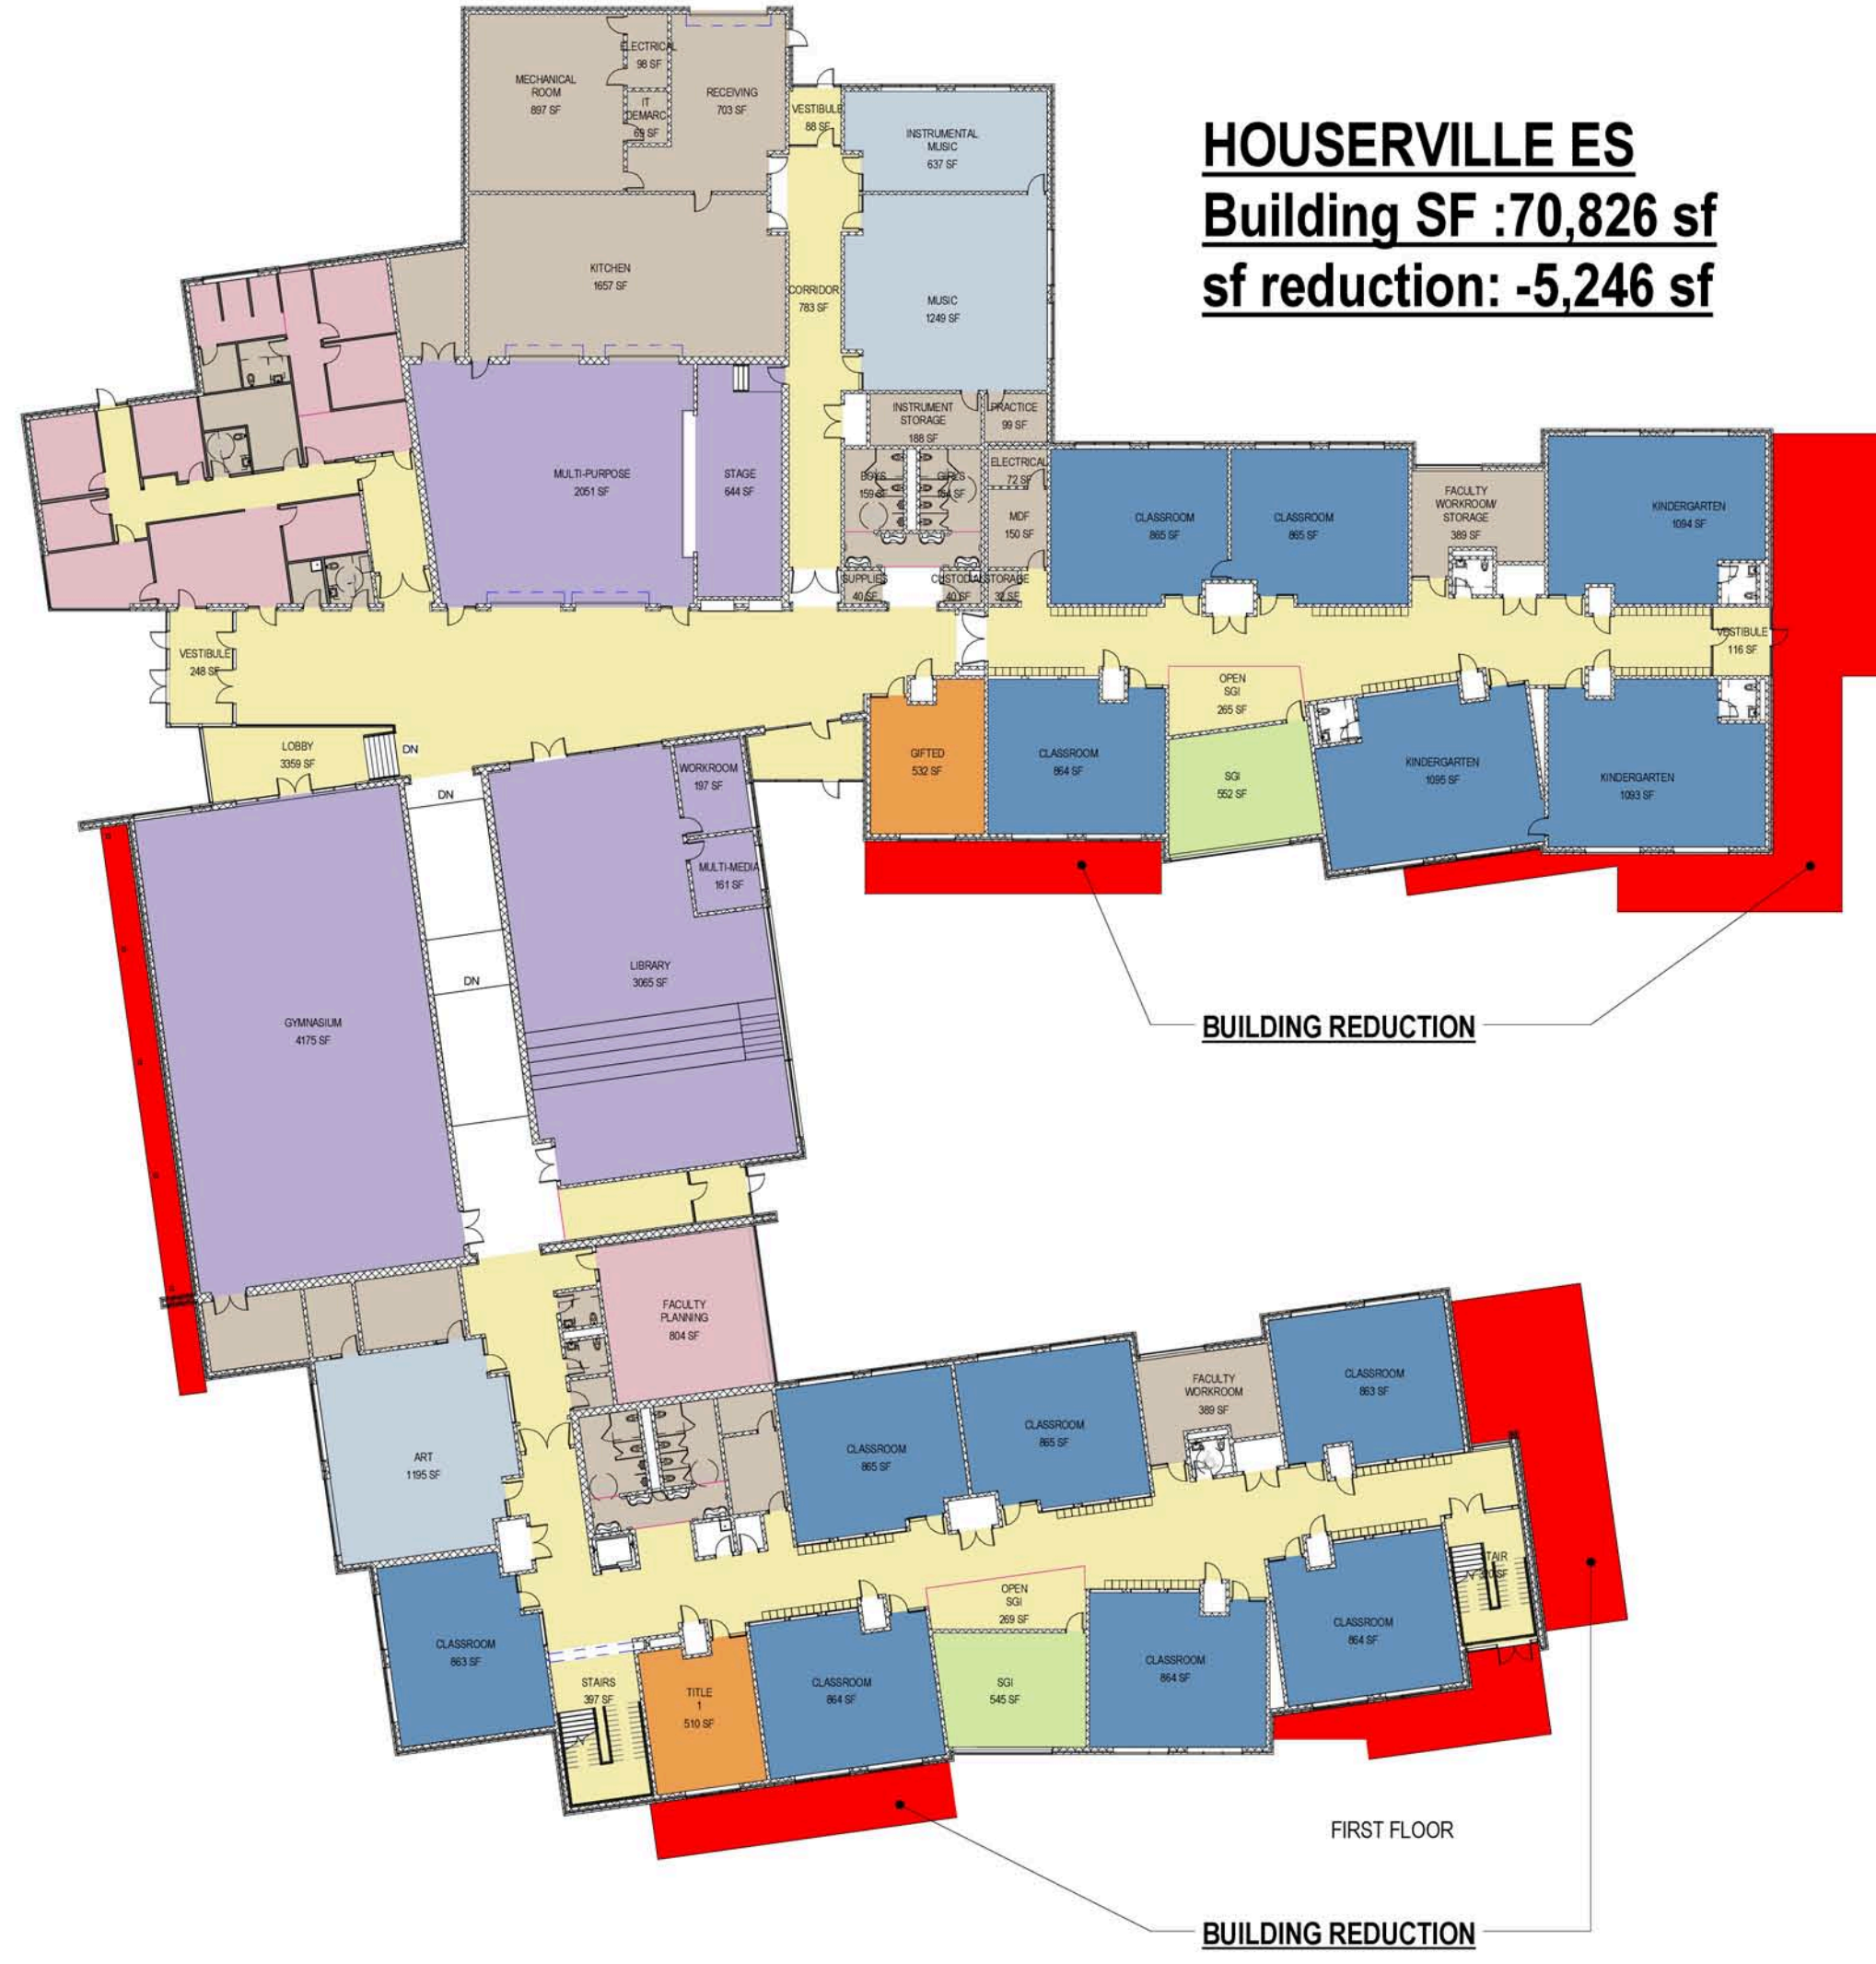 HOUSERVILLE ES
Building SF :70,826 sf
sf reduction: -5,246 sf
MECHANICAL
ROOM
897 SF
ELECTRICAL
98 SF
IT
DEMARC
RECEIVING
703 SF
VESTIBULE
88 SF
INSTRUMENTAL
MUSIC
637 SF
KITCHEN
1657 SF
CORRIDOR
783 SF
MUSIC
1249 SF
INSTRUMENT
STORAGE
188 SF
PRACTICE
99 SF
MULTI-PURPOSE
2051 SF
STAGE
644 SF
BOYS
159 SF
GIRLS
ELECTRICAL
72 SF
MDF
150 SF
CLASSROOM
865 SF
CLASSROOM
865 SF
FACULTY
WORKROOM/
STORAGE
389 SF
KINDERGARTEN
1094 SF
SUPPLIES
40 SF
CUSTODIAL
40 SF
STORAGE
32 SF
VESTIBULE
248 SF
VESTIBULE
116 SF
OPEN
SGI
265 SF
LOBBY
3359 SF
DN
DN
WORKROOM
197 SF
GIFTED
532 SF
CLASSROOM
864 SF
SGI
552 SF
KINDERGARTEN
1095 SF
KINDERGARTEN
1093 SF
MULTI-MEDIA
161 SF
LIBRARY
3065 SF
DN
GYMNASIUM
4175 SF
BUILDING REDUCTION
FACULTY
PLANNING
804 SF
CLASSROOM
863 SF
FACULTY
WORKROOM
389 SF
CLASSROOM
865 SF
CLASSROOM
865 SF
ART
1195 SF
STAIR
OPEN
SGI
269 SF
CLASSROOM
864 SF
CLASSROOM
863 SF
CLASSROOM
864 SF
STAIRS
397 SF
TITLE
1
510 SF
CLASSROOM
864 SF
SGI
545 SF
FIRST FLOOR
BUILDING REDUCTION